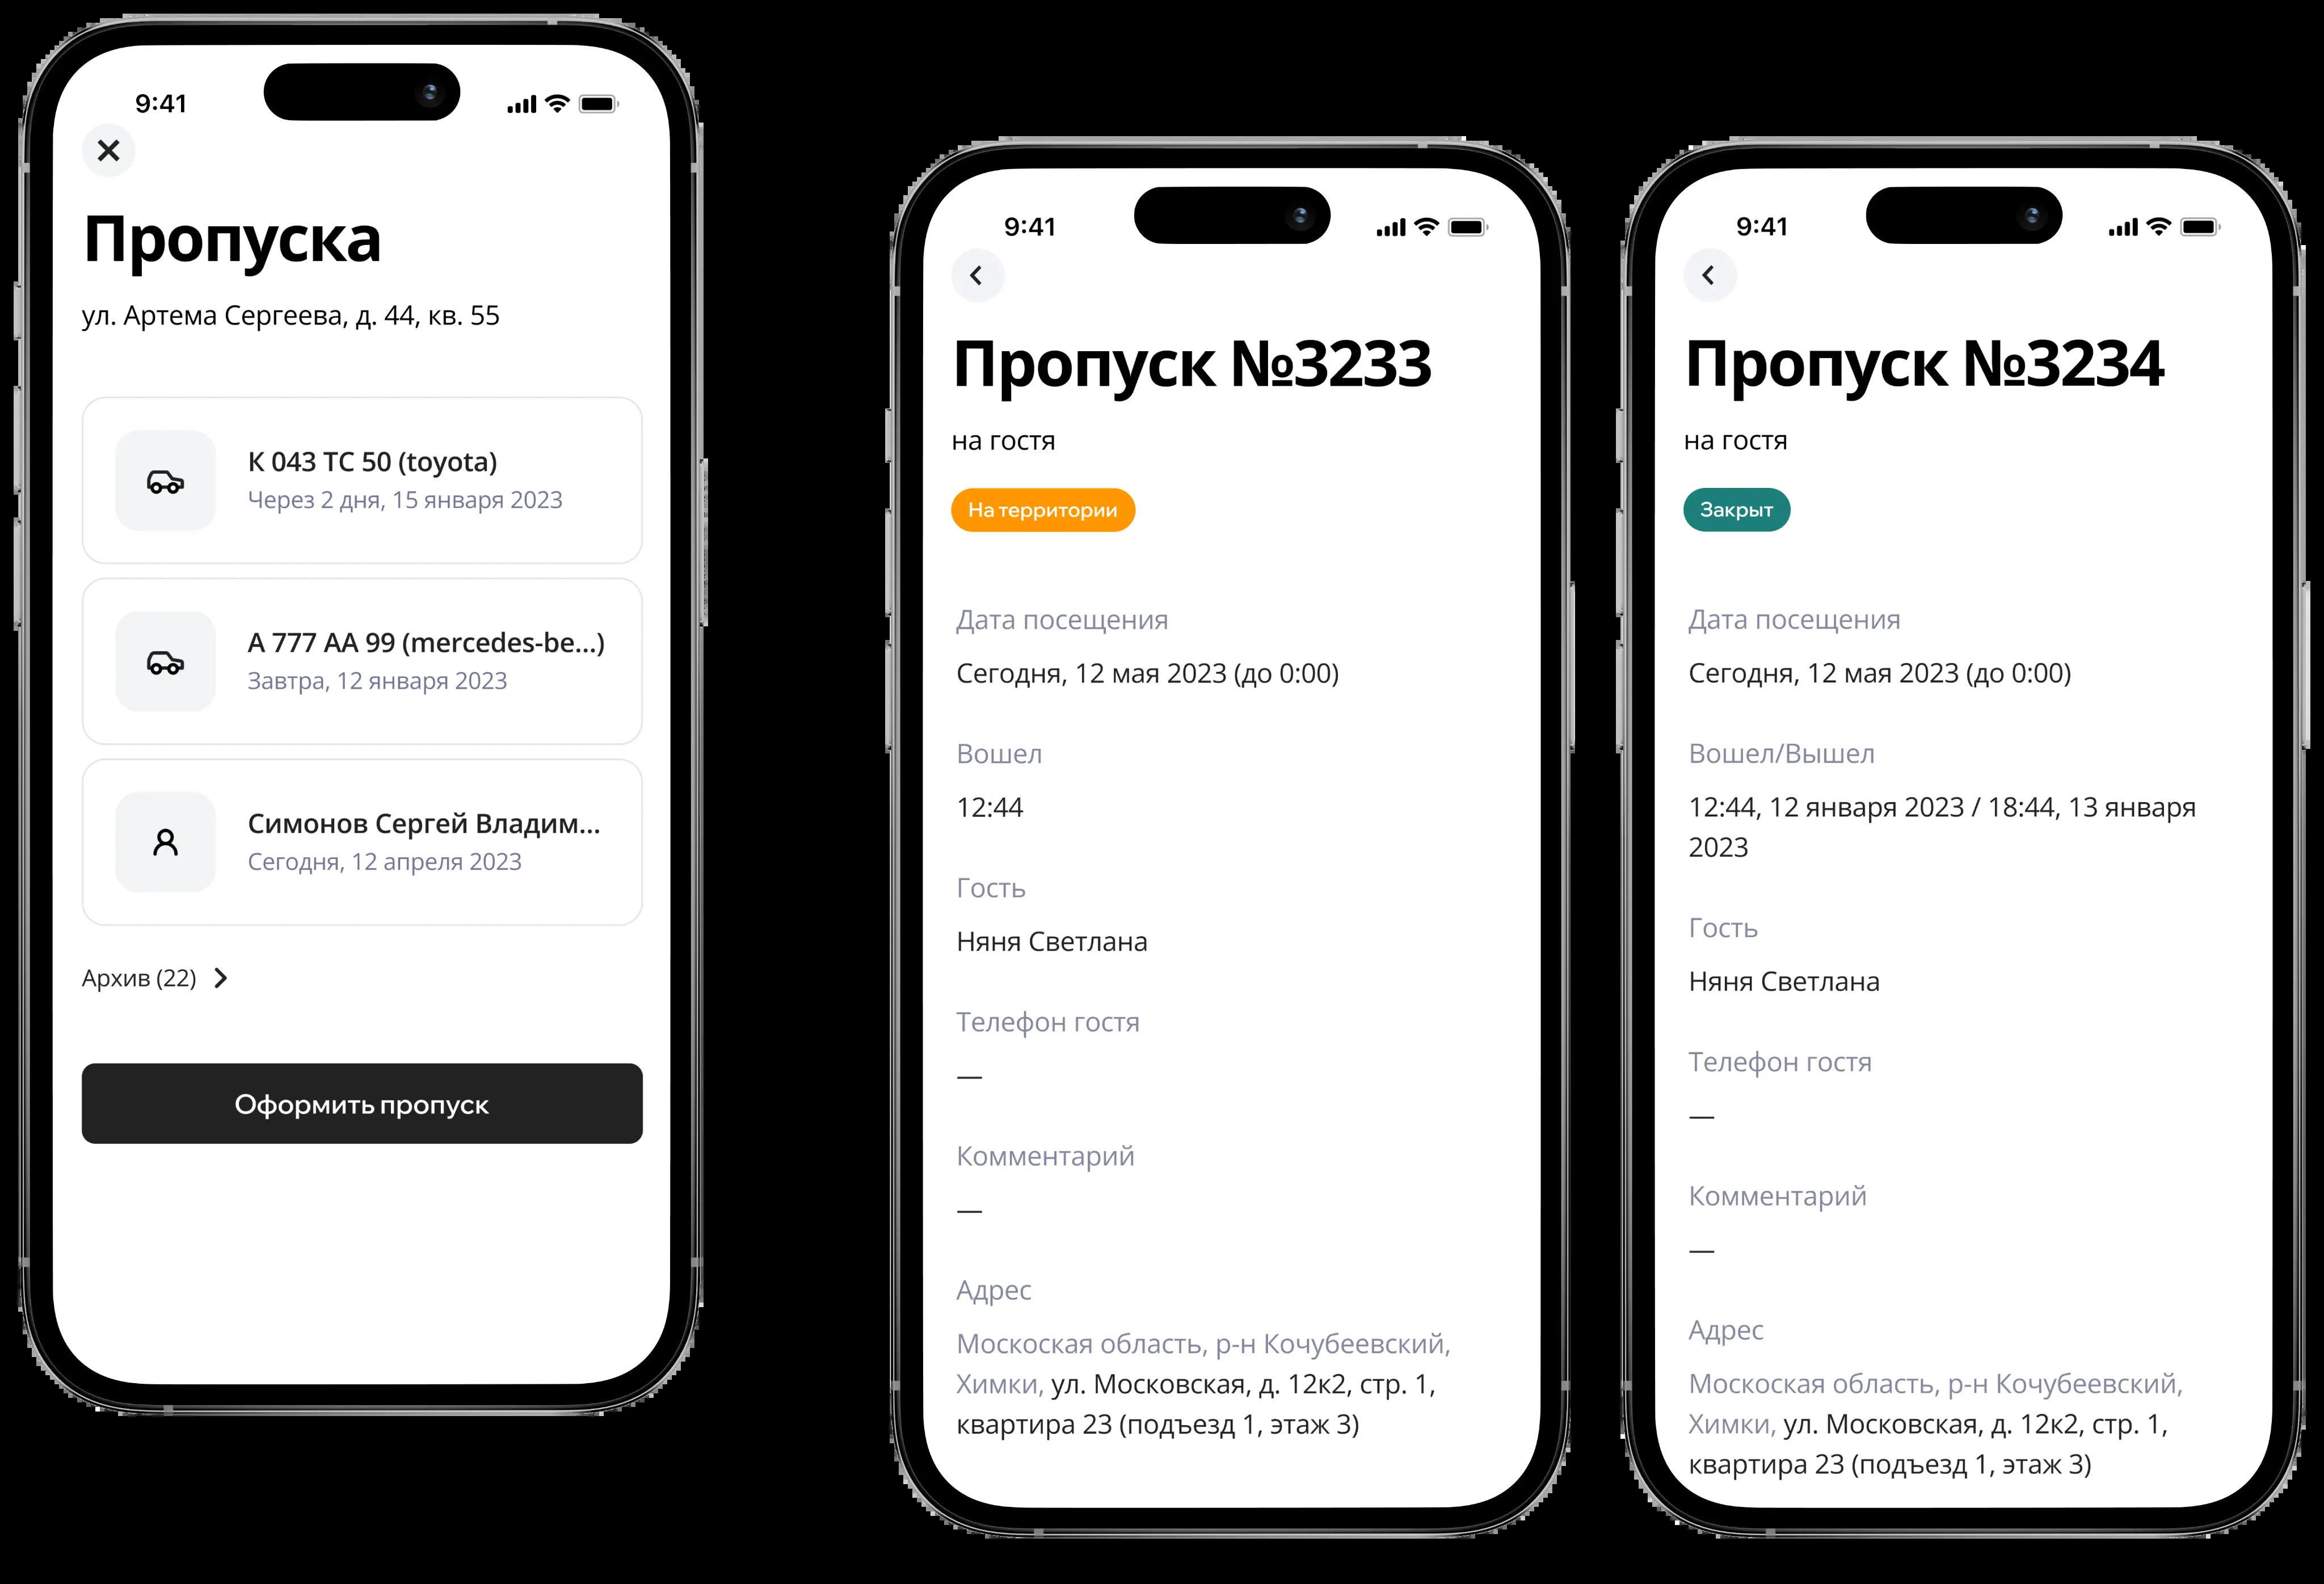 9:41
Пропуска
ул. Артема Сергеева, д. 44, кв. 55
К 043 ТС 50 (toyota)
Через 2 дня, 15 января 2023
А 777 АА 99 (mercedes-be...)
Завтра, 12 января 2023
Симонов Сергей Владим...
Сегодня, 12 апреля 2023
Архив (22)
Оформить пропуск
9:41
Пропуск №3233
на гостя
На территории
Дата посещения
Сегодня, 12 мая 2023 (до 0:00)
Вошел
12:44
Гость
Няня Светлана
Телефон гостя
—
Комментарий
—
Адрес
Москоская область, р-н Кочубеевский,
Химки, ул. Московская, д. 12к2, стр. 1,
квартира 23 (подъезд 1, этаж 3)
9:41
Пропуск №3234
на гостя
Закрыт
Дата посещения
Сегодня, 12 мая 2023 (до 0:00)
Вошел/Вышел
12:44, 12 января 2023 / 18:44, 13 января
2023
Гость
Няня Светлана
Телефон гостя
—
Комментарий
—
Адрес
Москоская область, р-н Кочубеевский,
Химки, ул. Московская, д. 12к2, стр. 1,
квартира 23 (подъезд 1, этаж 3)